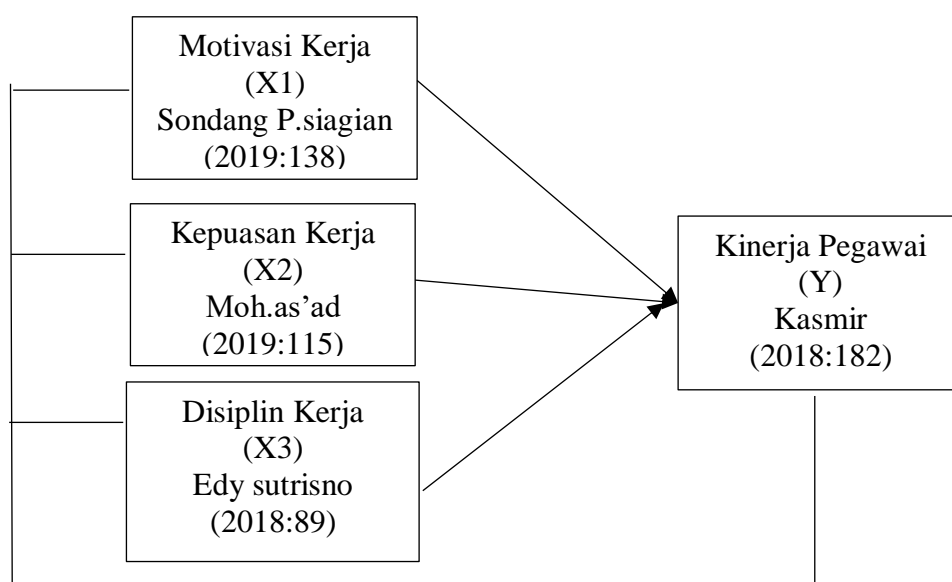 Motivasi Kerja
(X1)
Sondang P.siagian
(2019:138)
Kepuasan Kerja
(X2)
Moh.as’ad
(2019:115)
Disiplin Kerja
(X3)
Edy sutrisno
(2018:89)
Kinerja Pegawai
(Y)
Kasmir
(2018:182)